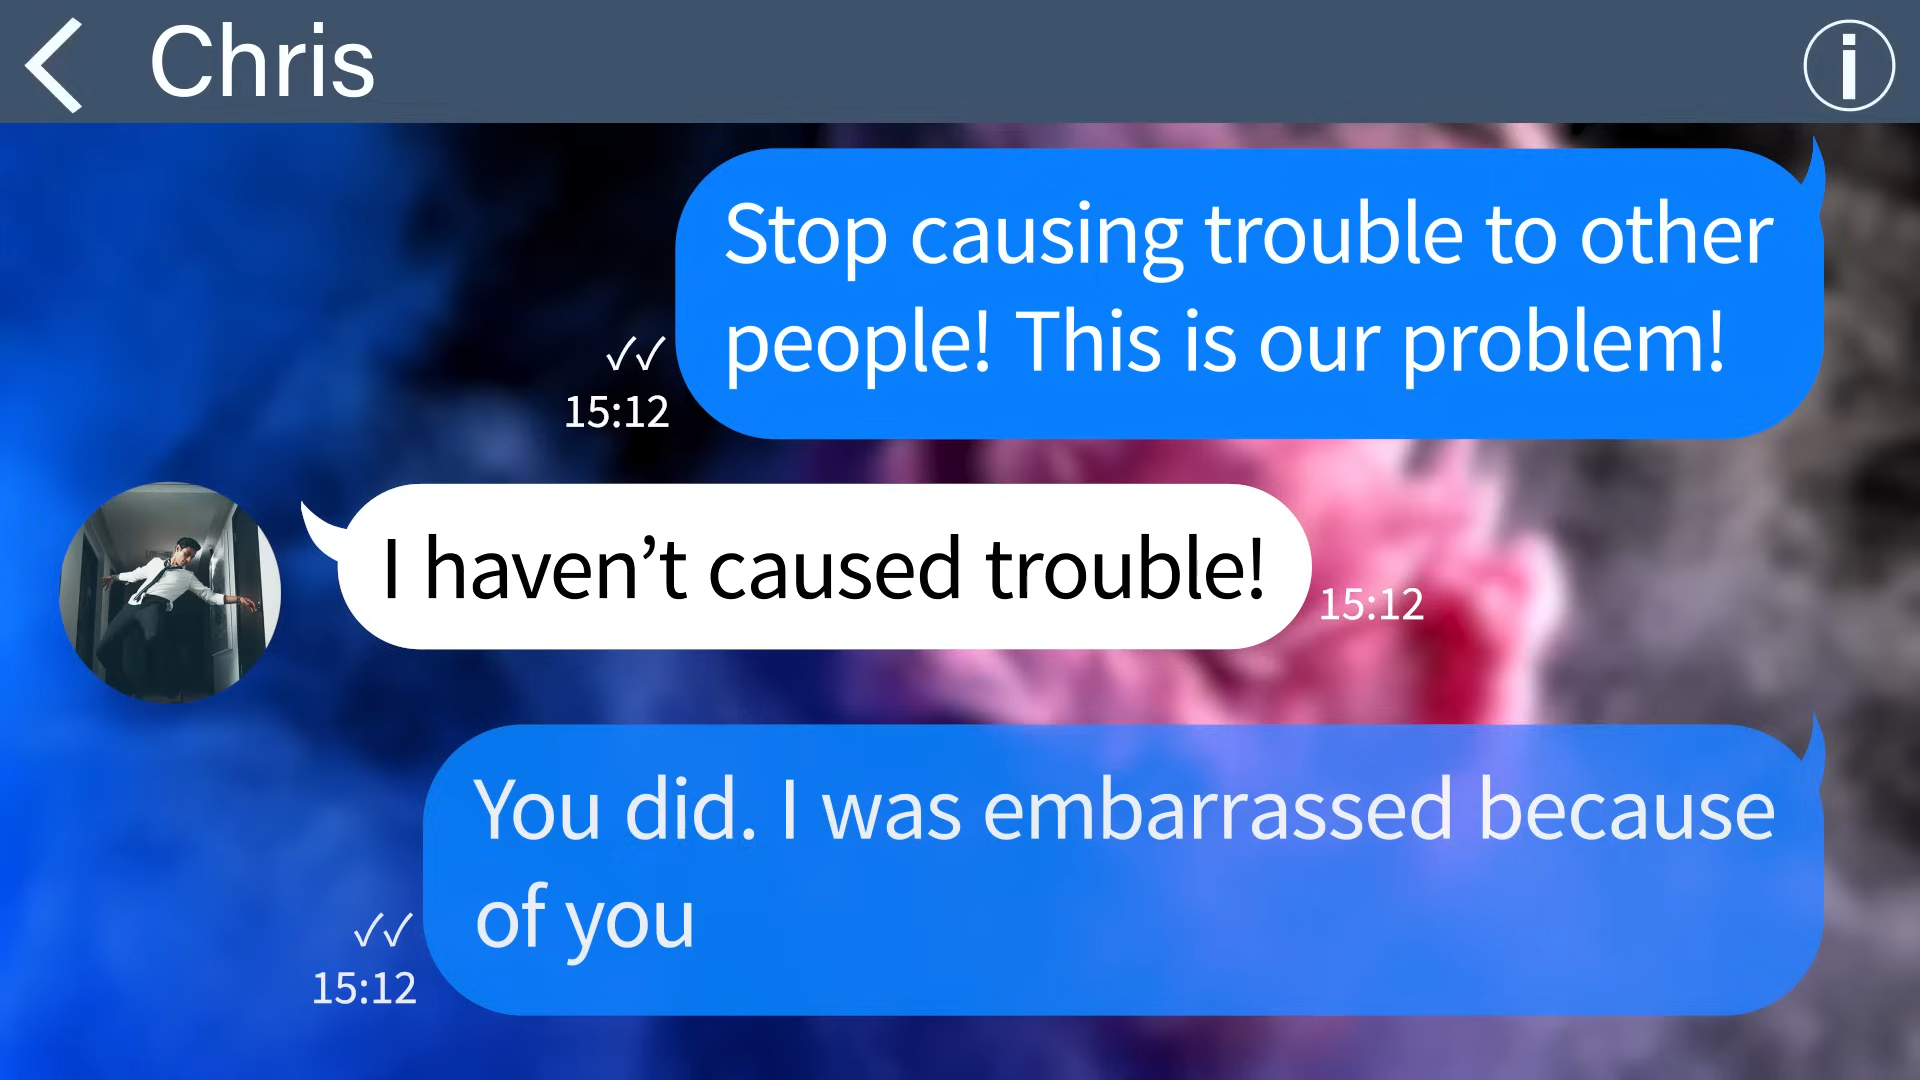 Chris
Stop causing trouble to other
people! This is our problem!
15:12
I haven’t caused trouble!
15:12
You did. I was embarrassed because
of you
15:12